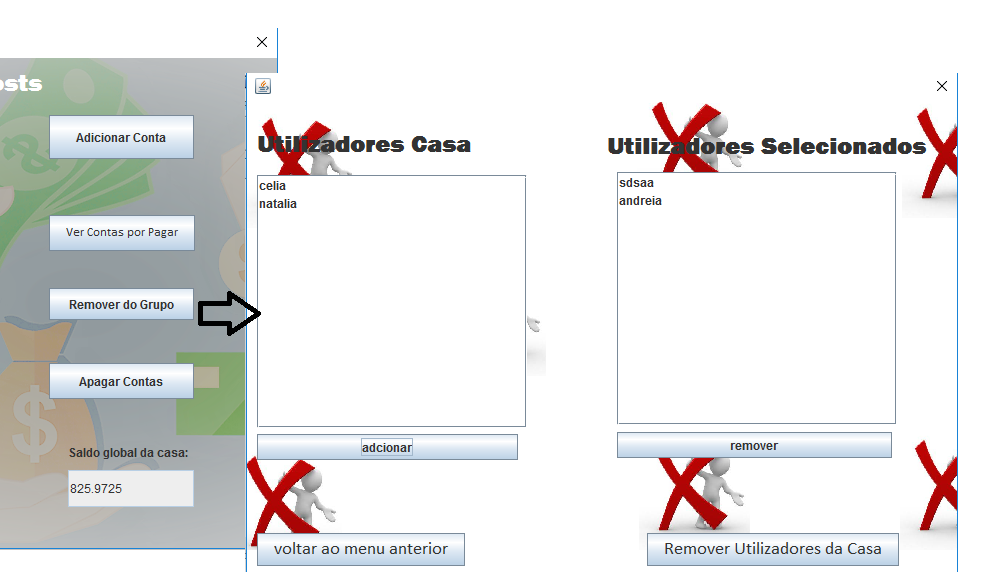 Adicionar Conta
Ver Contas por Pagar
Remover do Grupo
Apagar Contas
Saldo global da casa:
825.9725
Utilizadores Casa
celia
natalia
adcionar
voltar ao menu anterior
Utilizadores Selecionados
sdsaa
andreia
remover
Remover Utilizadores da Casa